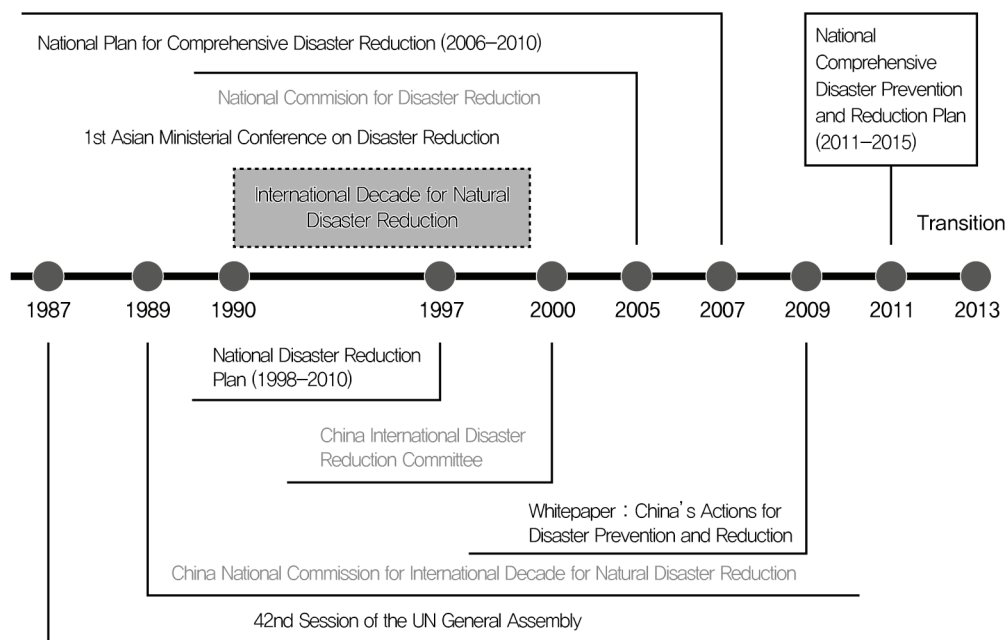 National Plan for Comprehensive Disaster Reduction (2006–2010)
National Commision for Disaster Reduction
1st Asian Ministerial Conference on Disaster Reduction
National
Comprehensive
Disaster Prevention
and Reduction Plan
(2011–2015)
International Decade for Natural
Disaster Reduction
Transition
1987
1989
1990
1997
2000
2005
2007
2009
2011
2013
National Disaster Reduction
Plan (1998–2010)
China International Disaster
Reduction Committee
Whitepaper : China's Actions for
Disaster Prevention and Reduction
China National Commission for International Decade for Natural Disaster Reduction
42nd Session of the UN General Assembly